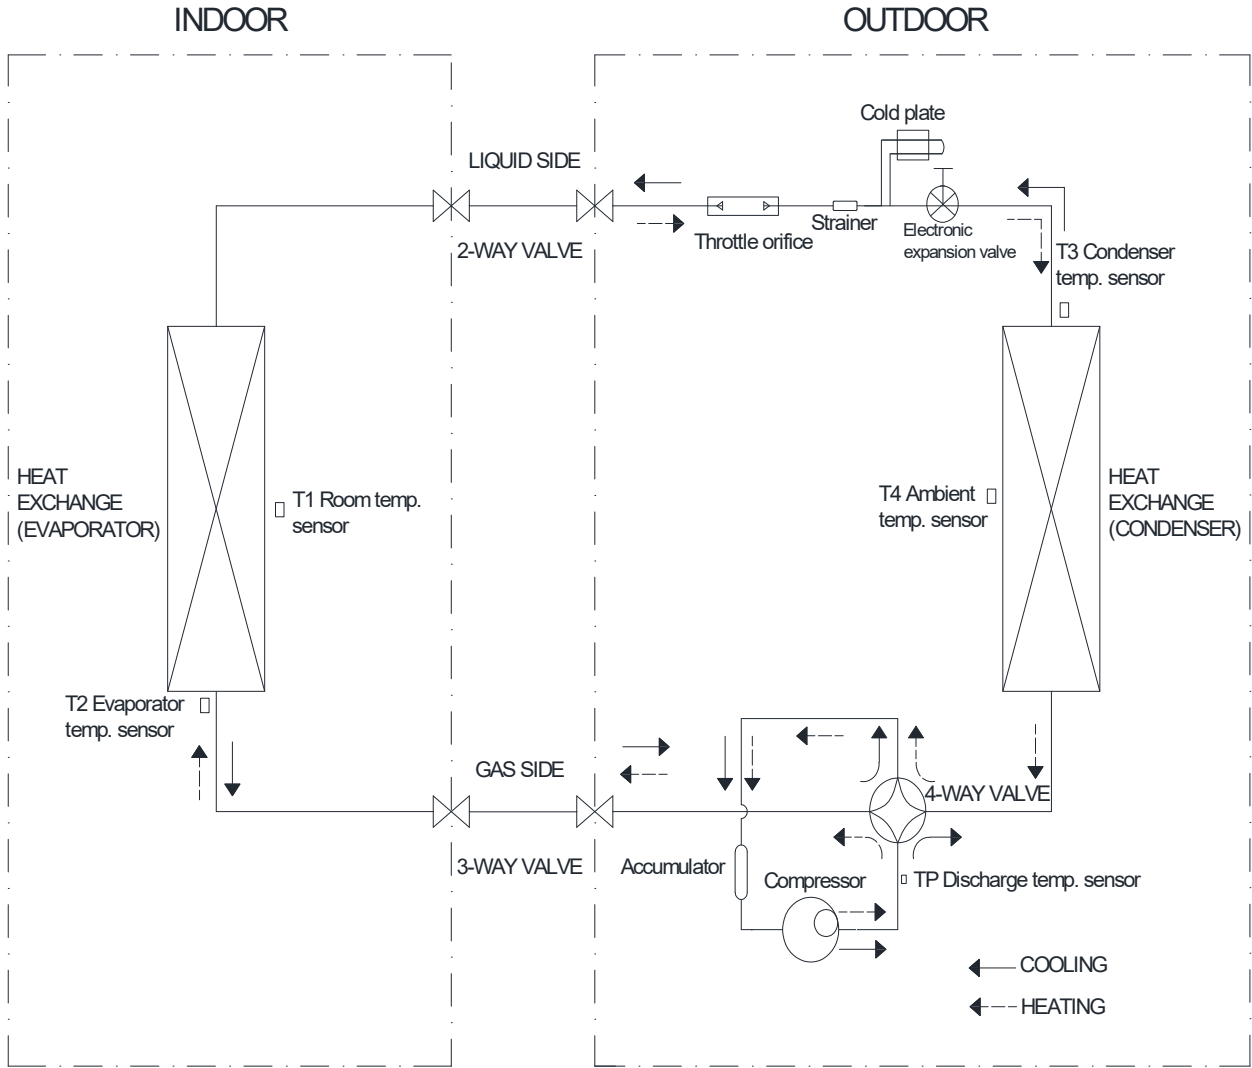 INDOOR
OUTDOOR
Cold plate
LIQUID SIDE
Strainer
Throttle orifice
Electronic
expansion valve
2-WAY VALVE
T3 Condenser
temp. sensor
HEAT
EXCHANGE
(EVAPORATOR)
T1 Room temp.
sensor
T4 Ambient
temp. sensor
HEAT
EXCHANGE
(CONDENSER)
T2 Evaporator
temp. sensor
GAS SIDE
4-WAY VALVE
3-WAY VALVE
Accumulator
Compressor
TP Discharge temp. sensor
COOLING
HEATING